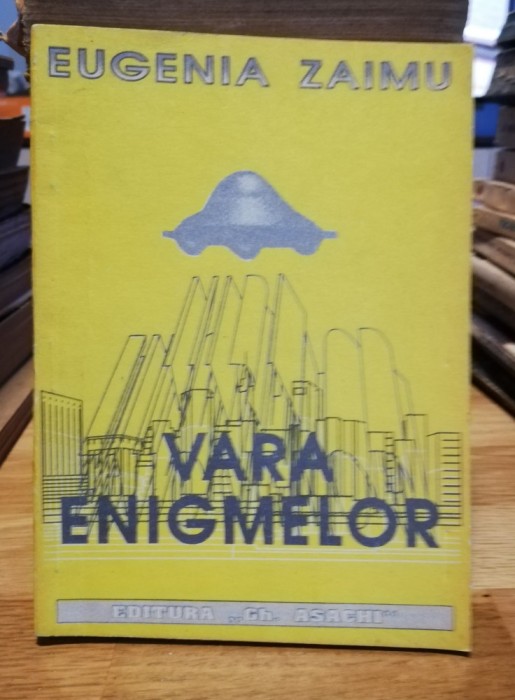 EUGENIA ZAIMU
VARA
ENIGMELOR
EDITURA „Gh. ASACHI”